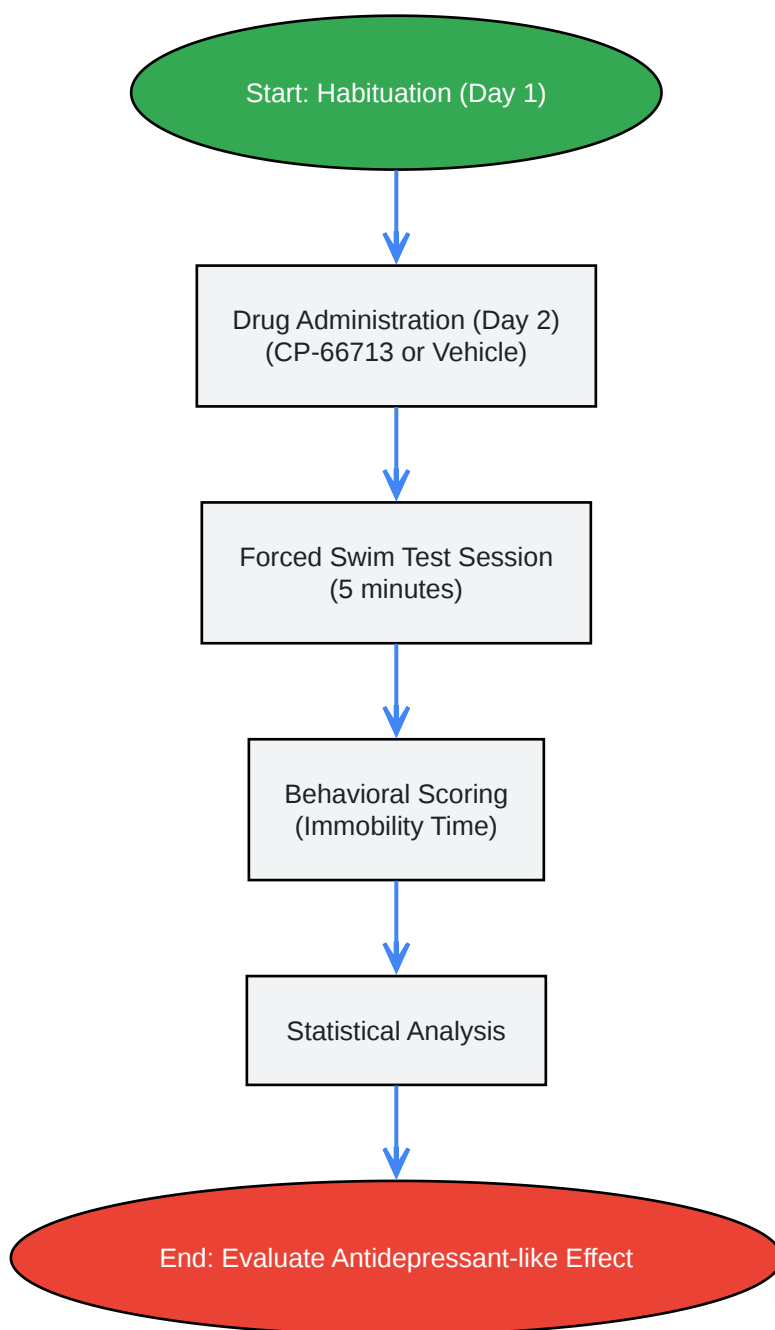 Start: Habituation (Day 1)
Drug Administration (Day 2)
(CP-66713 or Vehicle)
Forced Swim Test Session
(5 minutes)
Behavioral Scoring
(Immobility Time)
Statistical Analysis
End: Evaluate Antidepressant-like Effect